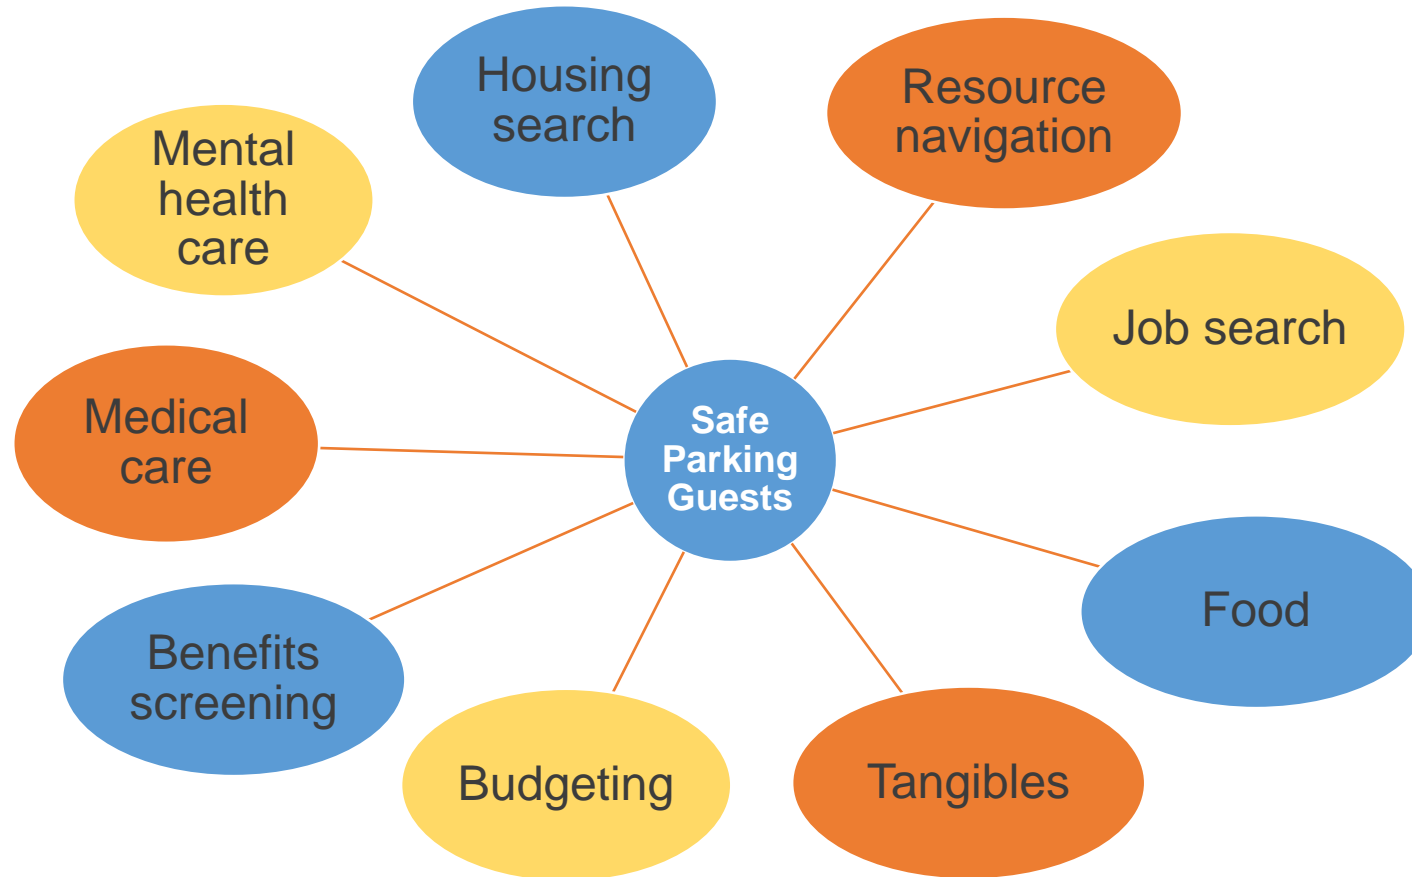 Housing
search
Resource
navigation
Mental
health
care
Job search
Medical
care
Safe
Parking
Guests
Food
Benefits
screening
Budgeting
Tangibles